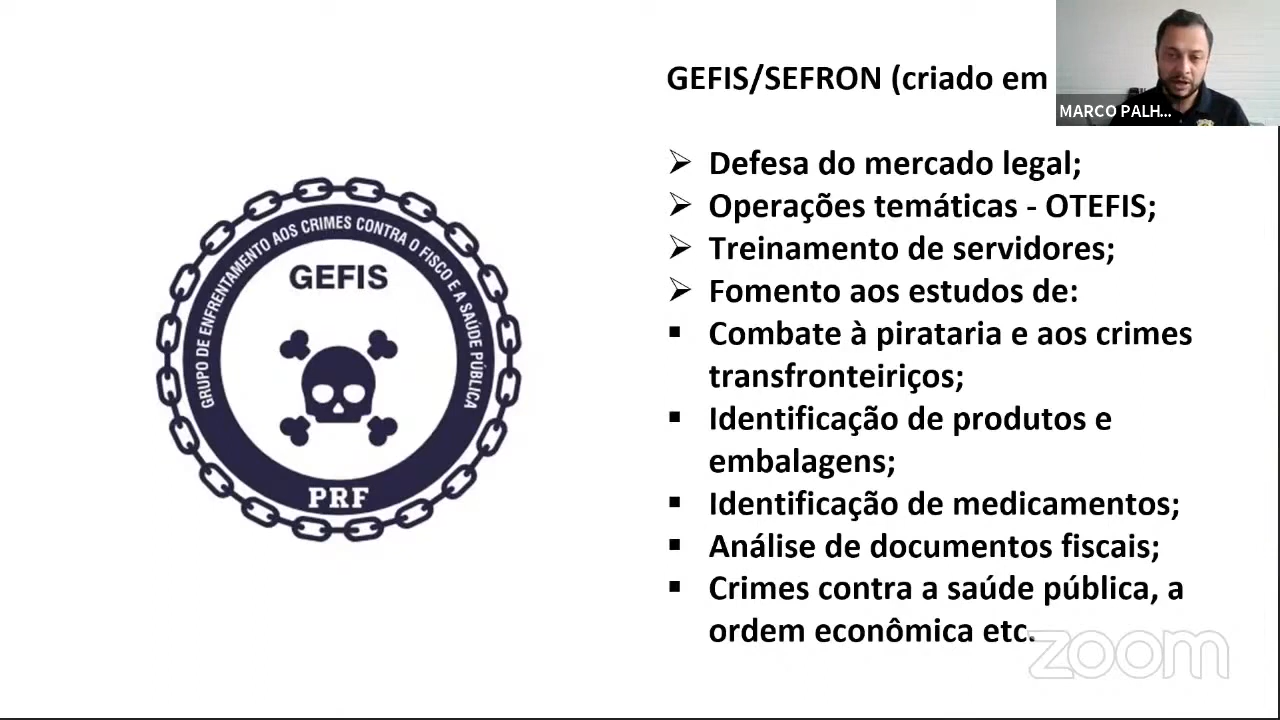 GEFIS/SEFRON (criado em
MARCO PALH...
➢ Defesa do mercado legal;
➢ Operações temáticas - OTEFIS;
➢ Treinamento de servidores;
➢ Fomento aos estudos de:
▪ Combate à pirataria e aos crimes
transfronteiriços;
▪ Identificação de produtos e
embalagens;
▪ Identificação de medicamentos;
▪ Análise de documentos fiscais;
▪ Crimes contra a saúde pública, a
ordem econômica etc.
GRUPO DE ENFRENTAMENTO AOS CRIMES CONTRA O FISCO E A SAÚDE PÚBLICA
GEFIS
PRF
zoom